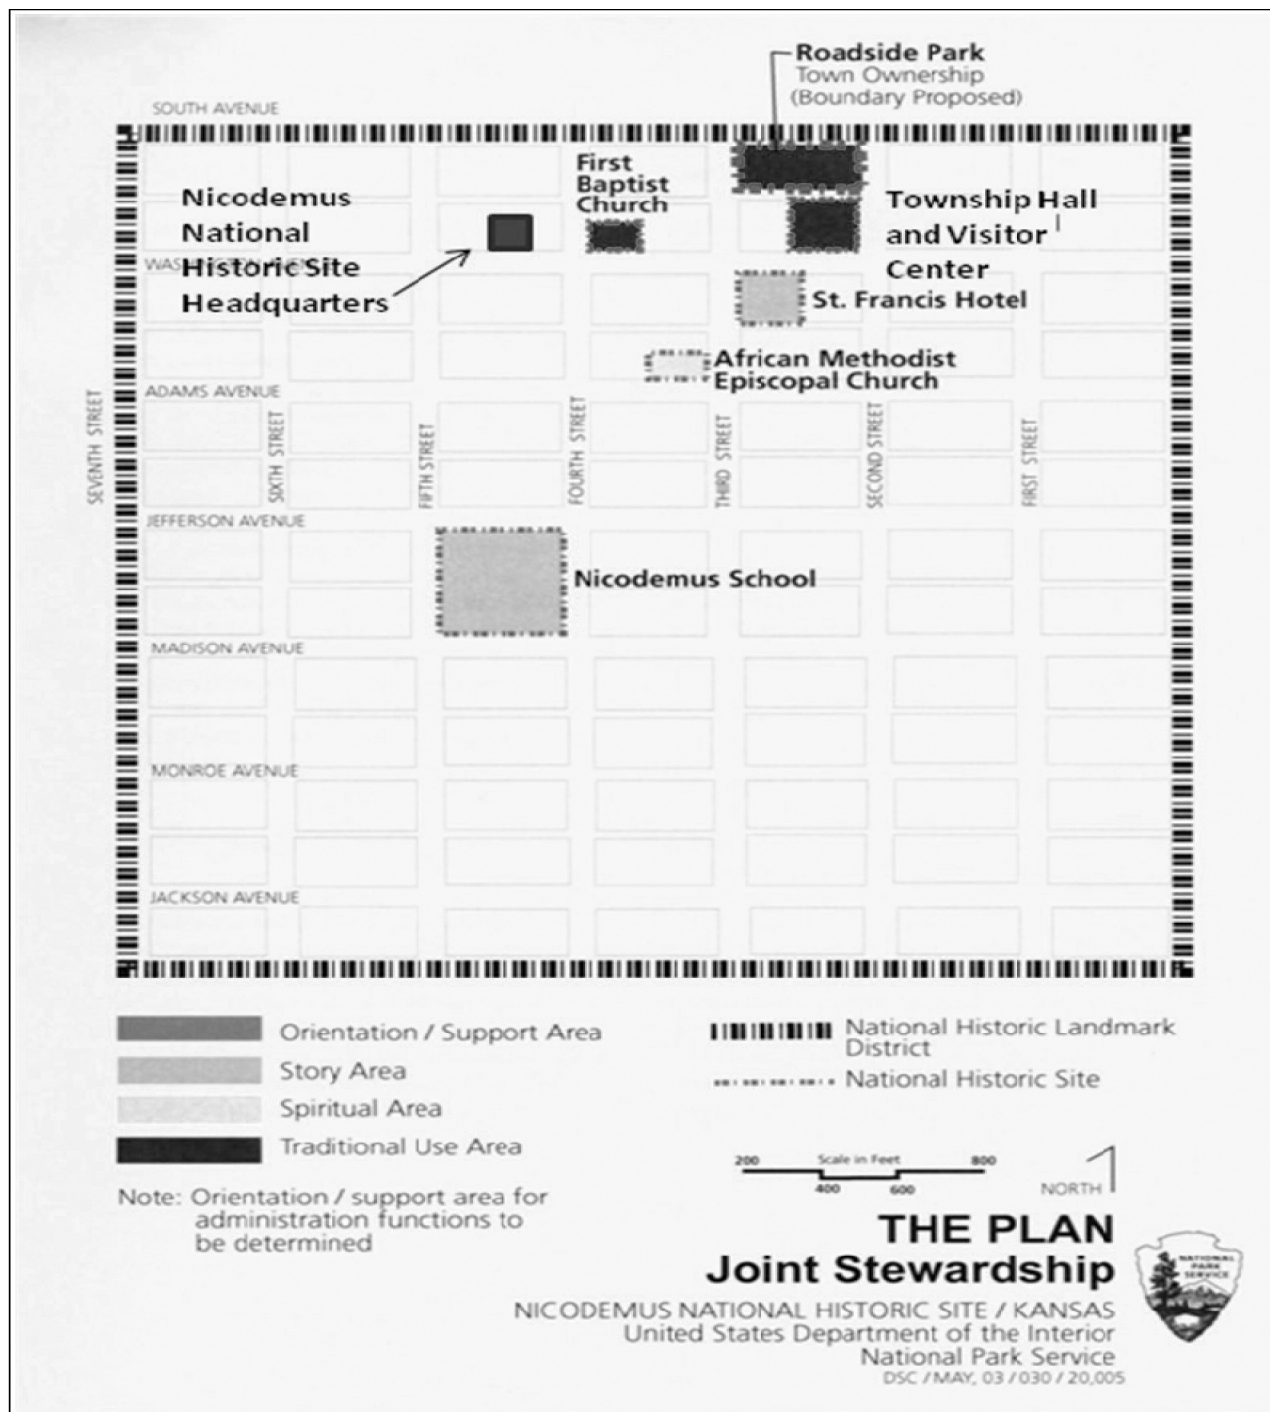 Roadside Park
Town Ownership
(Boundary Proposed)
SOUTH AVENUE
First
Baptist
Church
Nicodemus
National
Historic Site
Headquarters
Township Hall
and Visitor
Center
WASHINGTON AVENUE
St. Francis Hotel
African Methodist
Episcopal Church
ADAMS AVENUE
SEVENTH STREET
SIXTH STREET
FIFTH STREET
FOURTH STREET
THIRD STREET
SECOND STREET
FIRST STREET
JEFFERSON AVENUE
Nicodemus School
MADISON AVENUE
MONROE AVENUE
JACKSON AVENUE
Orientation / Support Area
Story Area
Spiritual Area
Traditional Use Area
National Historic Landmark
District
National Historic Site
Note: Orientation / support area for
administration functions to
be determined
200 Scale in Feet 800
400 600
NORTH
THE PLAN
Joint Stewardship
NATIONAL
PARK
SERVICE
NICODEMUS NATIONAL HISTORIC SITE / KANSAS
United States Department of the Interior
National Park Service
DSC / MAY, 03 / 030 / 20,005